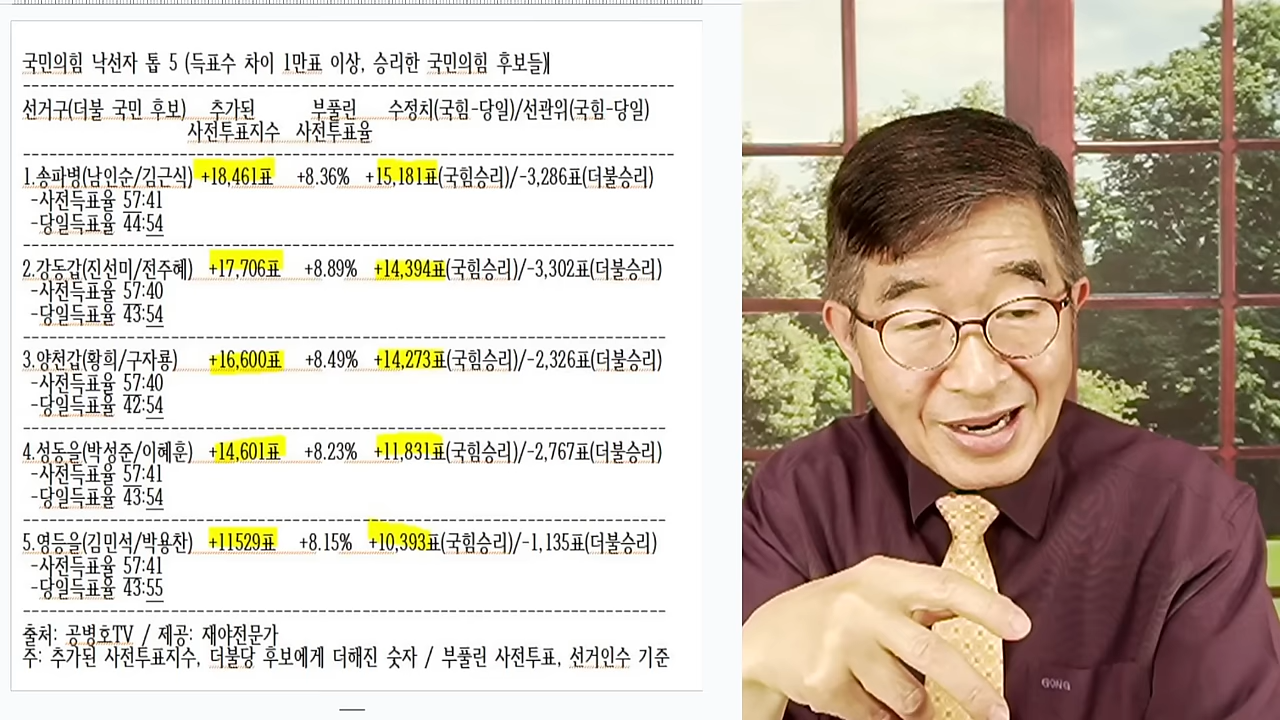 국민의힘 낙선자 톱 5 (득표수 차이 1만표 이상, 승리한 국민의힘 후보들)
선거구(더불 국민 후보) 추가된 부풀린 수정치(국힘-당일)/선관위(국힘-당일)
사전투표지수 사전투표율
1.송파병(남인순/김근식) +18,461표 +8.36% +15,181표(국힘승리)/-3,286표(더불승리)
-사전득표율 57:41
-당일득표율 44:54
2.강동갑(진선미/전주혜) +17,706표 +8.89% +14,394표(국힘승리)/-3,302표(더불승리)
-사전득표율 57:40
-당일득표율 43:54
3.양천갑(황희/구자룡) +16,600표 +8.49% +14,273표(국힘승리)/-2,326표(더불승리)
-사전득표율 57:40
-당일득표율 42:54
4.성동을(박성준/이혜훈) +14,601표 +8.23% +11,831표(국힘승리)/-2,767표(더불승리)
-사전득표율 57:41
-당일득표율 43:54
5.영등을(김민석/박용찬) +11529표 +8.15% +10,393표(국힘승리)/-1,135표(더불승리)
-사전득표율 57:41
-당일득표율 43:55
출처: 공병호TV / 제공: 재야전문가
주: 추가된 사전투표지수, 더불당 후보에게 더해진 숫자 / 부풀린 사전투표, 선거인수 기준
GONG